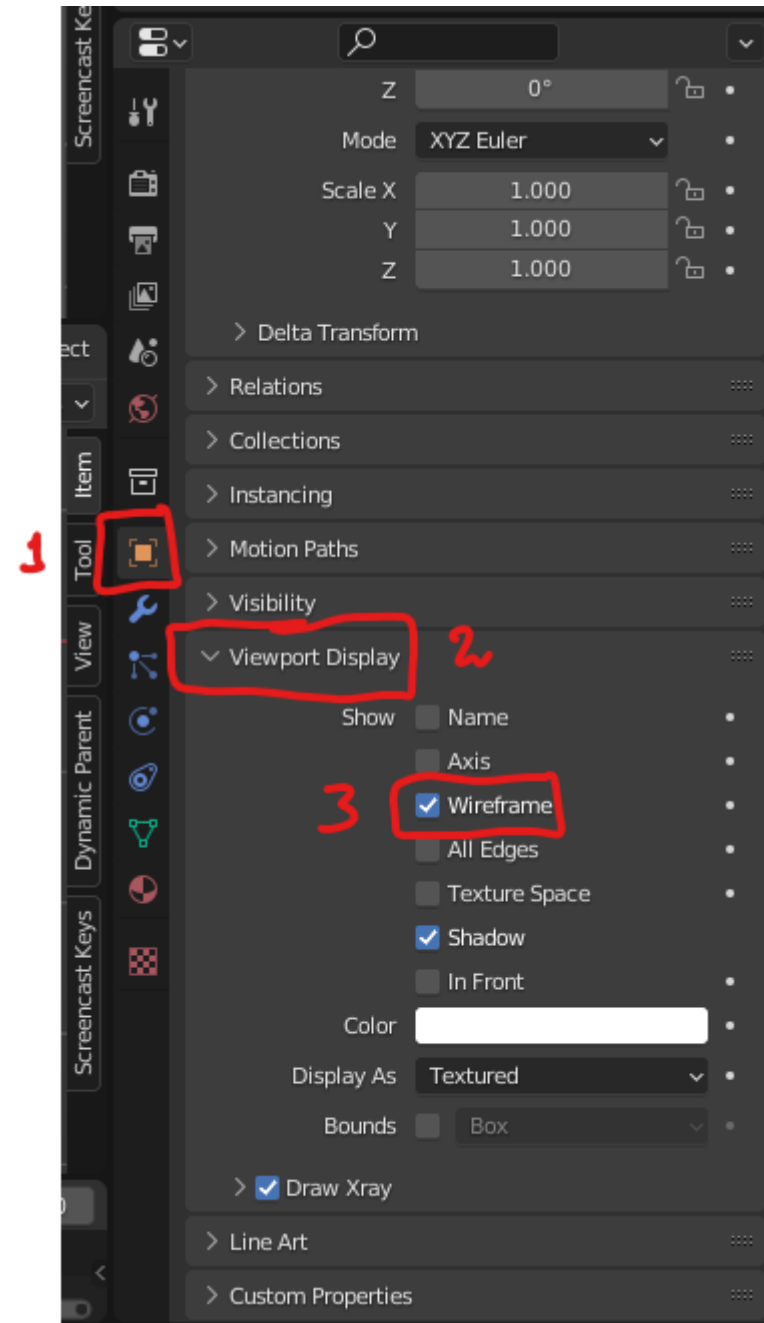 Screencast Ke
Z 0°
Mode XYZ Euler
Scale X 1.000
Y 1.000
Z 1.000
Delta Transform
ect
Relations
Collections
Item
Instancing
1
Tool
Motion Paths
Visibility
View
Viewport Display 2
Show Name
Axis
Dynamic Parent
3 Wireframe
All Edges
Texture Space
Screencast Keys
Shadow
In Front
Color
Display As Textured
Bounds Box
Draw Xray
Line Art
Custom Properties